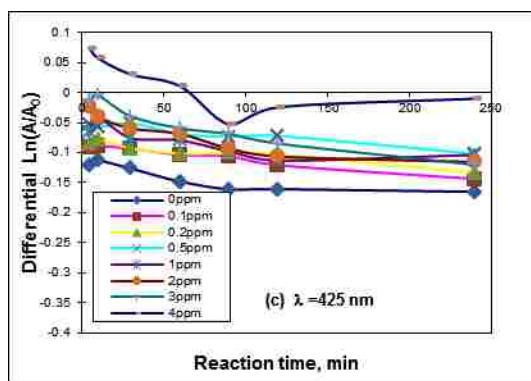 0.1
0.05
0
-0.05
-0.1
-0.15
-0.2
-0.25
-0.3
-0.35
-0.4
0 50 100 150 200 250
Differential Ln(A/A0)
0ppm
0.1ppm
0.2ppm
0.5ppm
1ppm
2ppm
3ppm
4ppm
(c) λ =425 nm
Reaction time, min